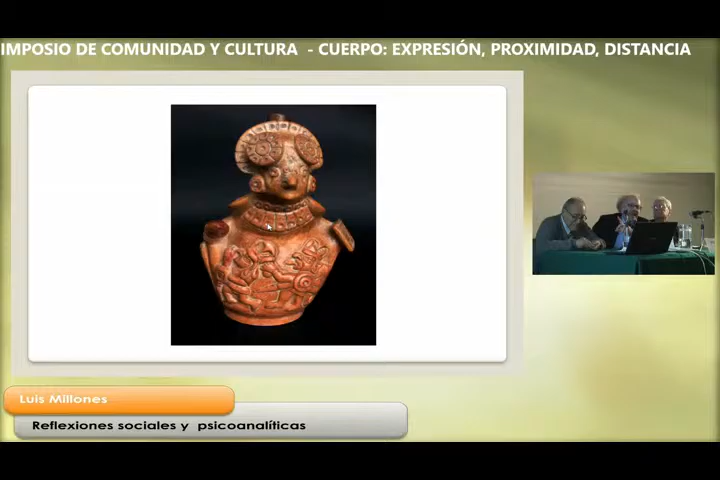 IMPOSIO DE COMUNIDAD Y CULTURA - CUERPO: EXPRESIÓN, PROXIMIDAD, DISTANCIA
Luis Millones
Reflexiones sociales y psicoanalíticas